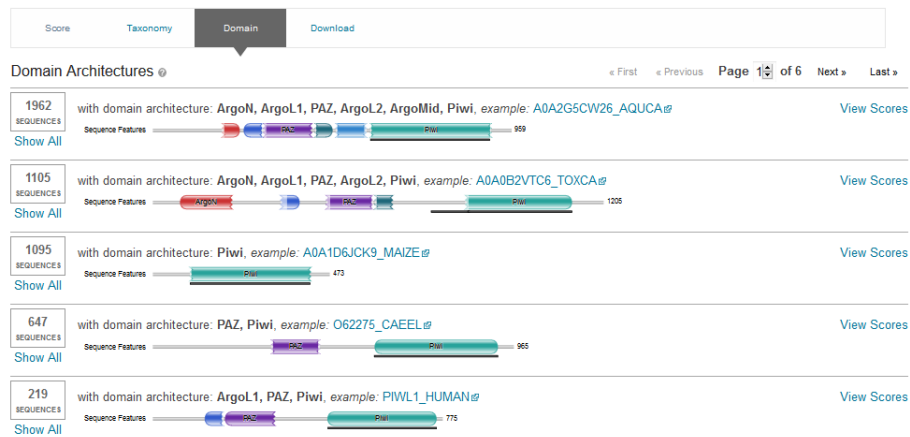 Score Taxonomy Domain Download
Domain Architectures ?
« First « Previous Page 1 of 6 Next » Last »
1962 SEQUENCES Show All
with domain architecture: ArgoN, ArgoL1, PAZ, ArgoL2, ArgoMid, Piwi, example: A0A2G5CW26_AQUCA
View Scores
Sequence Features PAZ Piwi 959
1105 SEQUENCES Show All
with domain architecture: ArgoN, ArgoL1, PAZ, ArgoL2, Piwi, example: A0A0B2VTC6_TOXCA
View Scores
Sequence Features ArgoN PAZ Piwi 1205
1095 SEQUENCES Show All
with domain architecture: Piwi, example: A0A1D6JCK9_MAIZE
View Scores
Sequence Features Piwi 473
647 SEQUENCES Show All
with domain architecture: PAZ, Piwi, example: O62275_CAEEL
View Scores
Sequence Features PAZ Piwi 965
219 SEQUENCES Show All
with domain architecture: ArgoL1, PAZ, Piwi, example: PIWL1_HUMAN
View Scores
Sequence Features PAZ Piwi 775